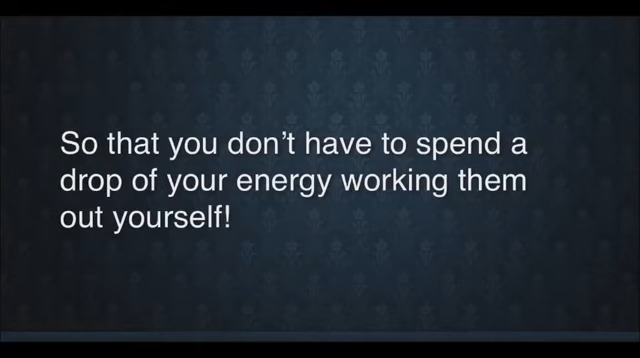 So that you don’t have to spend a
drop of your energy working them
out yourself!